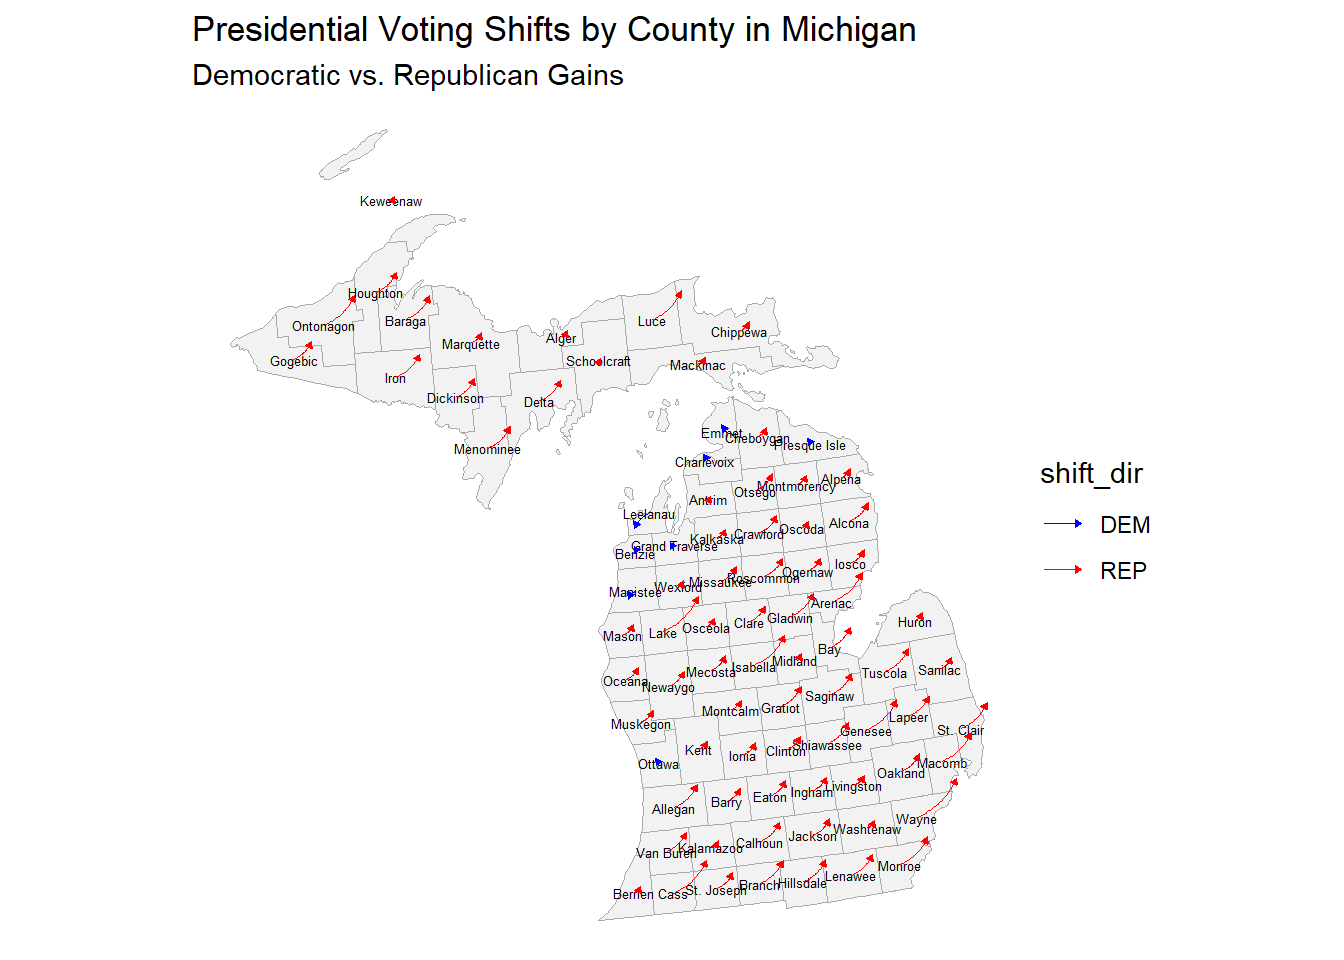 Presidential Voting Shifts by County in Michigan
Democratic vs. Republican Gains
Keweenaw
Houghton
Ontonagon
Baraga
Luce
Gogebic
Marquette
Alger
Chippewa
Schoolcraft
Mackinac
Iron
Dickinson
Delta
Menominee
Emmet
Cheboygan
Presque Isle
Charlevoix
Otsego
Montmorency
Alpena
Antrim
Leelanau
Kalkaska
Crawford
Oscoda
Alcona
Grand Traverse
Benzie
Manistee
Wexford
Missaukee
Roscommon
Ogemaw
Iosco
Arenac
Mason
Lake
Osceola
Clare
Gladwin
Huron
Bay
Oceana
Newaygo
Mecosta
Isabella
Midland
Tuscola
Sanilac
Muskegon
Montcalm
Gratiot
Saginaw
Genesee
Lapeer
St. Clair
Ottawa
Kent
Ionia
Clinton
Shiawassee
Oakland
Macomb
Allegan
Barry
Eaton
Ingham
Livingston
Wayne
Van Buren
Kalamazoo
Calhoun
Jackson
Washtenaw
Monroe
Berrien
Cass
St. Joseph
Branch
Hillsdale
Lenawee
shift_dir
DEM
REP